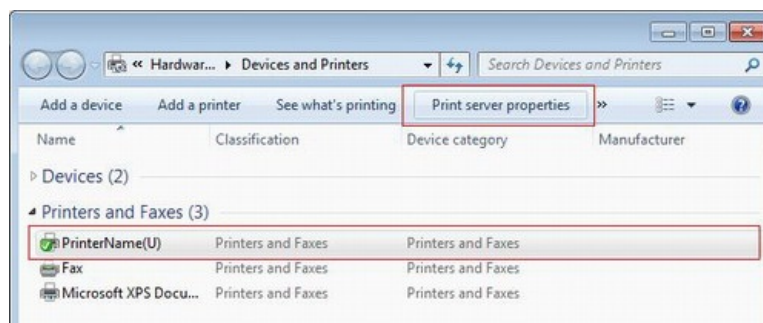 « Hardwar... ▸ Devices and Printers Search Devices and Printers
Add a device Add a printer See what's printing Print server properties »
Name Classification Device category Manufacturer
Devices (2)
Printers and Faxes (3)
PrinterName(U) Printers and Faxes Printers and Faxes
Fax Printers and Faxes Printers and Faxes
Microsoft XPS Docu... Printers and Faxes Printers and Faxes